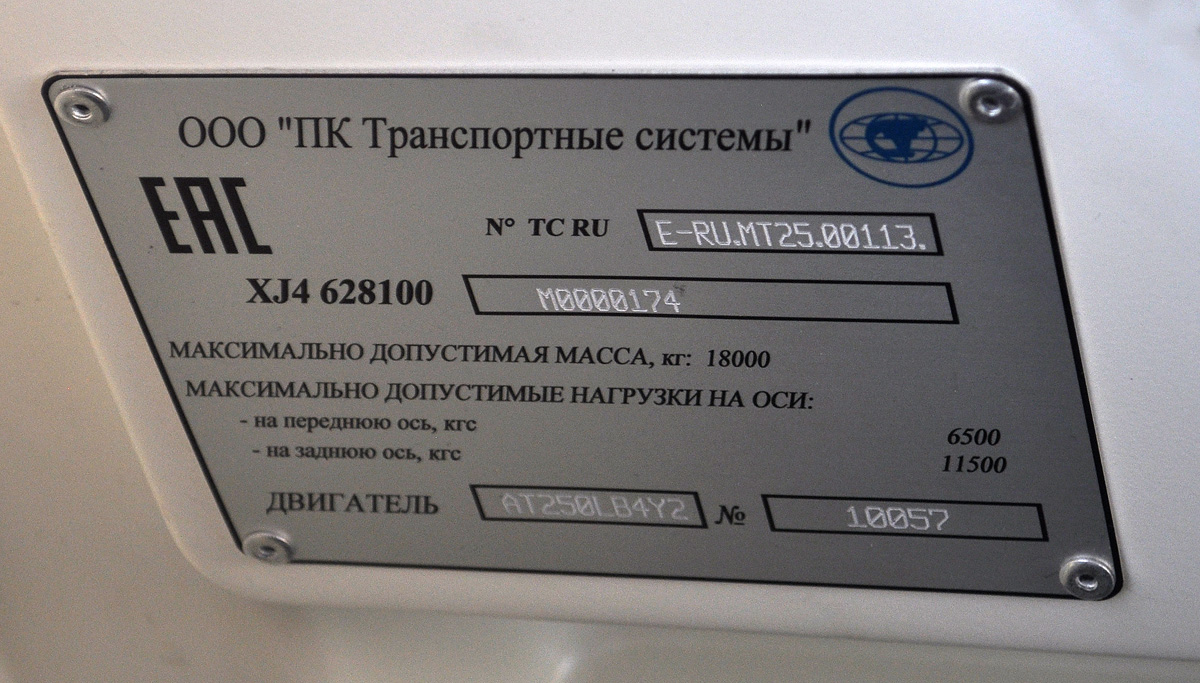 ООО "ПК Транспортные системы"
EAC
N° ТС RU E-RU.MT25.00113.
XJ4 628100 M0000174
МАКСИМАЛЬНО ДОПУСТИМАЯ МАССА, кг: 18000
МАКСИМАЛЬНО ДОПУСТИМЫЕ НАГРУЗКИ НА ОСИ:
- на переднюю ось, кгс 6500
- на заднюю ось, кгс 11500
ДВИГАТЕЛЬ АТ250LB4Y2 № 10057